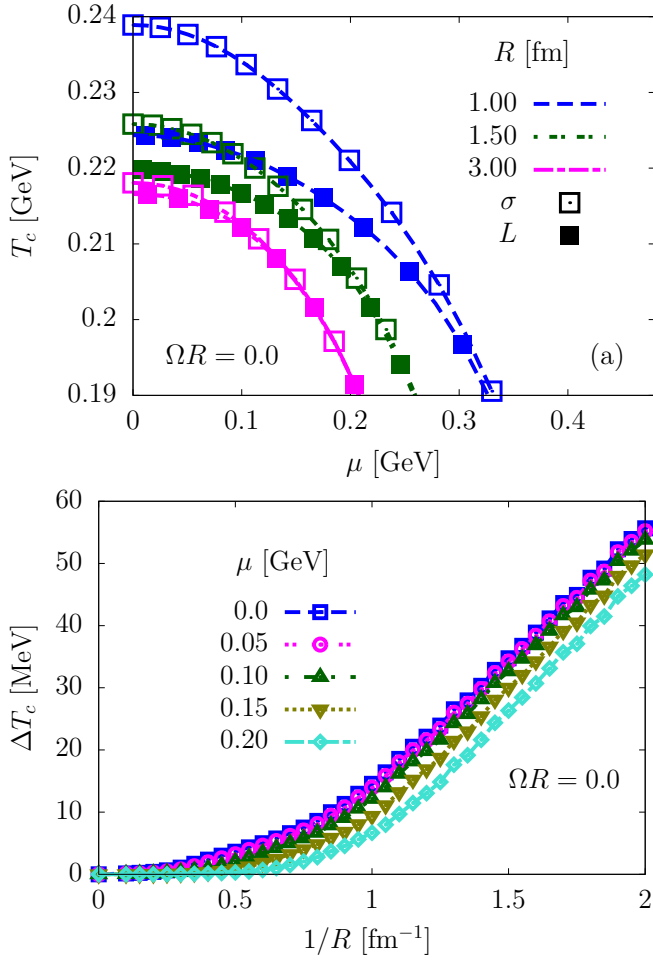 0.24
0.23
0.22
0.21
0.2
0.19
T_c [GeV]
R [fm]
1.00
1.50
3.00
σ
L
ΩR = 0.0
(a)
0
0.1
0.2
0.3
0.4
μ [GeV]
60
50
40
30
20
10
0
ΔT_c [MeV]
μ [GeV]
0.0
0.05
0.10
0.15
0.20
ΩR = 0.0
0
0.5
1
1.5
2
1/R [fm⁻¹]